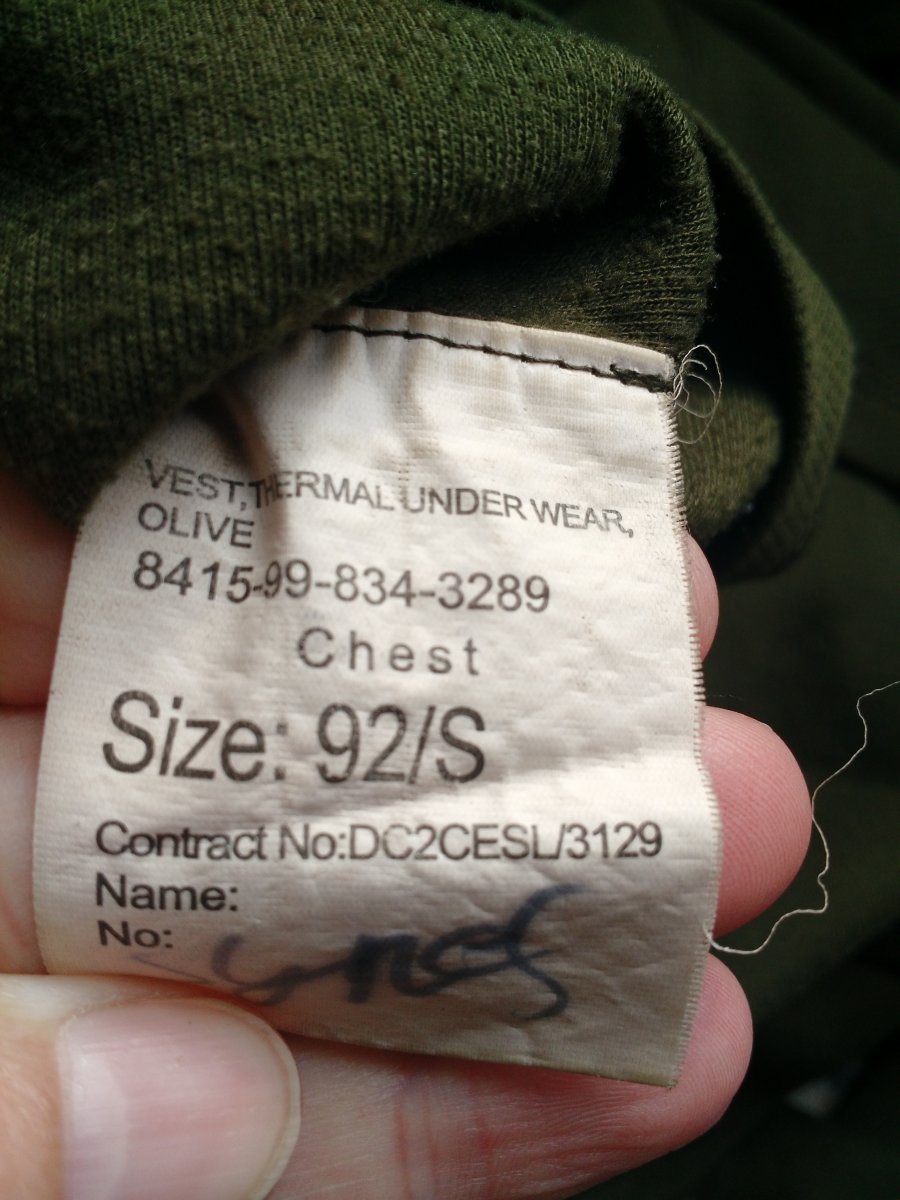 VEST,THERMAL UNDER WEAR,
OLIVE
8415-99-834-3289
Chest
Size: 92/S
Contract No:DC2CESL/3129
Name:
No: